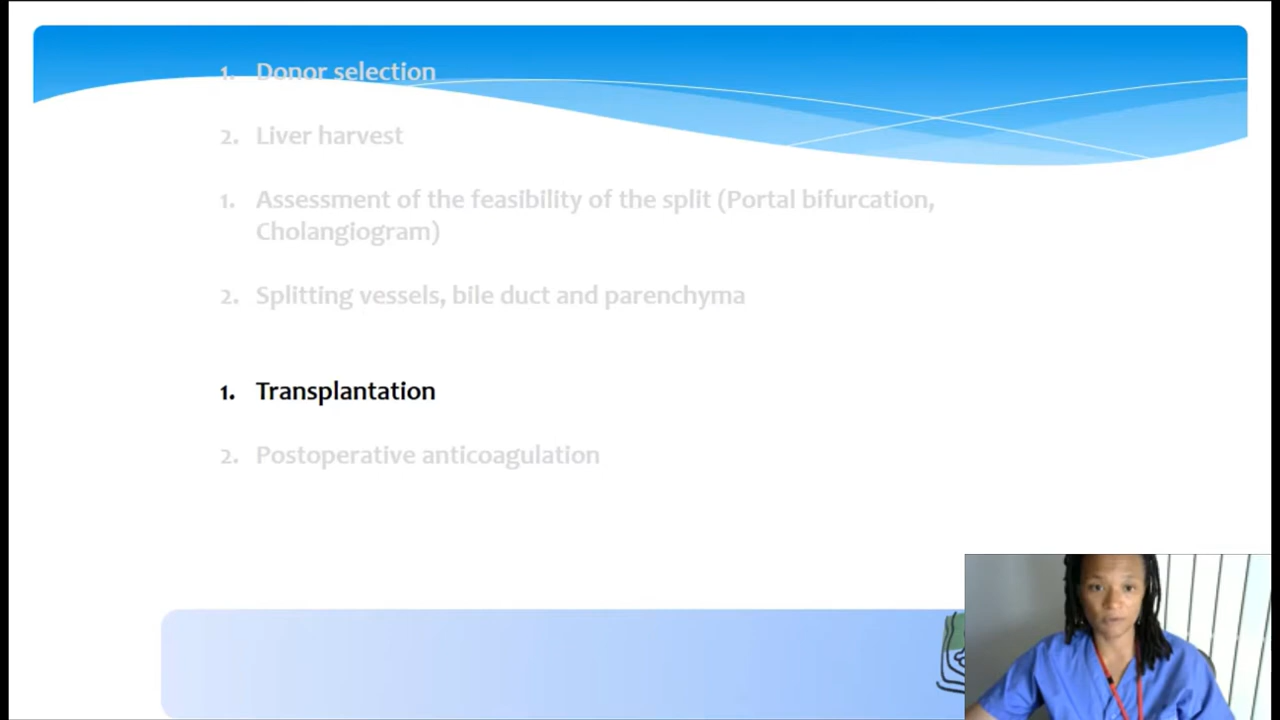 1. Donor selection
2. Liver harvest
1. Assessment of the feasibility of the split (Portal bifurcation,
Cholangiogram)
2. Splitting vessels, bile duct and parenchyma
1. Transplantation
2. Postoperative anticoagulation